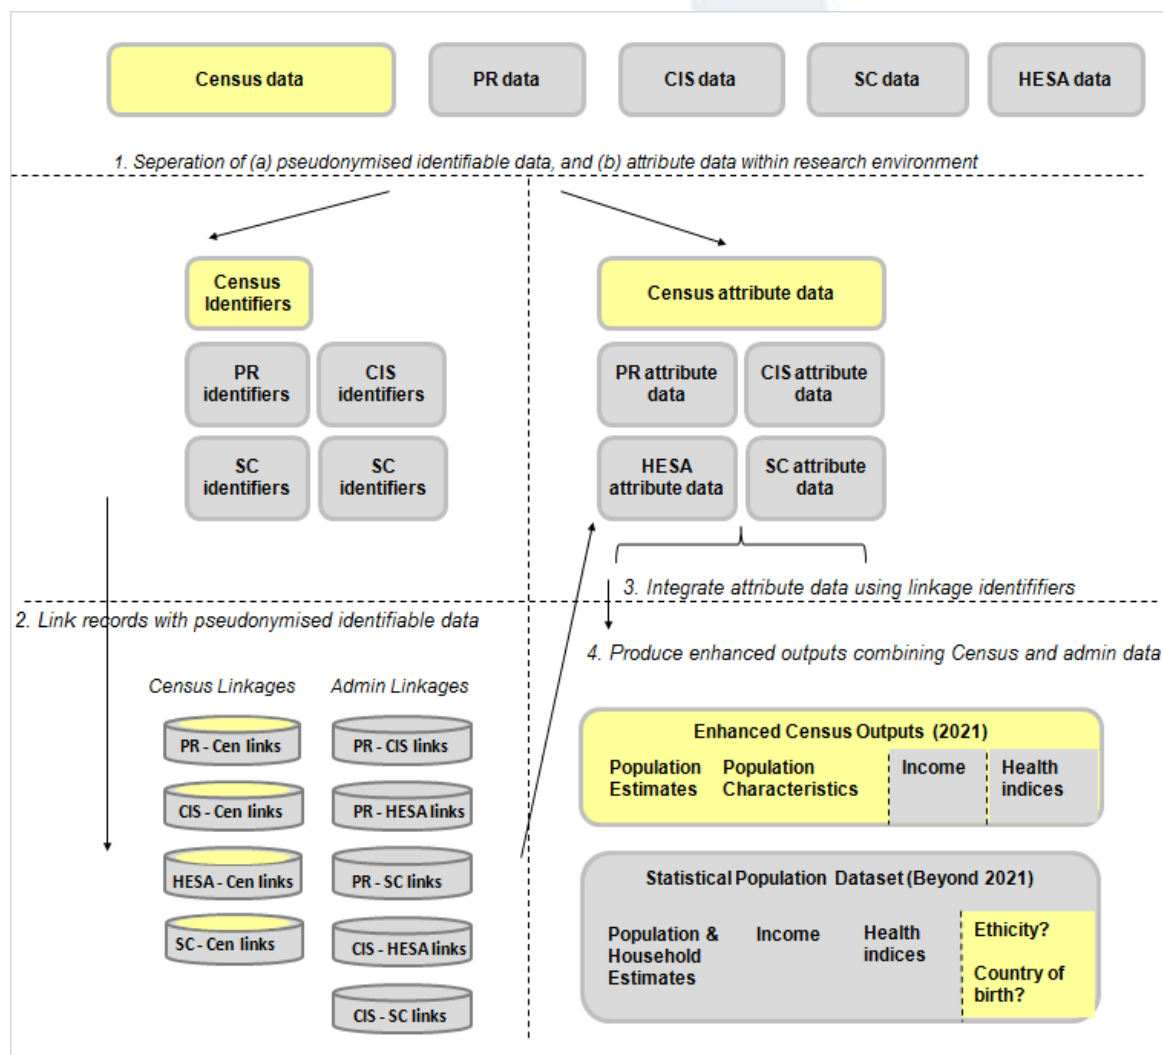 Census data
PR data
CIS data
SC data
HESA data
1. Seperation of (a) pseudonymised identifiable data, and (b) attribute data within research environment
Census
Identifiers
PR
identifiers
CIS
identifiers
SC
identifiers
SC
identifiers
Census attribute data
PR attribute
data
CIS attribute
data
HESA
attribute data
SC attribute
data
3. Integrate attribute data using linkage identififiers
2. Link records with pseudonymised identifiable data
4. Produce enhanced outputs combining Census and admin data
Census Linkages
Admin Linkages
PR - Cen links
PR - CIS links
CIS - Cen links
PR - HESA links
HESA - Cen links
PR - SC links
SC - Cen links
CIS - HESA links
CIS - SC links
Enhanced Census Outputs (2021)
Population
Estimates
Population
Characteristics
Income
Health
indices
Statistical Population Dataset (Beyond 2021)
Population &
Household
Estimates
Income
Health
indices
Ethicity?
Country of
birth?